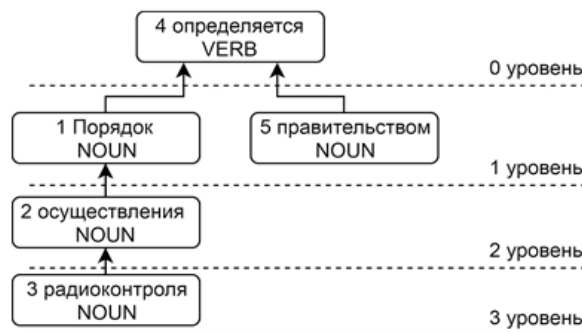 4 определяется
VERB
0 уровень
1 Порядок
NOUN
5 правительством
NOUN
1 уровень
2 осуществления
NOUN
2 уровень
3 радиоконтроля
NOUN
3 уровень